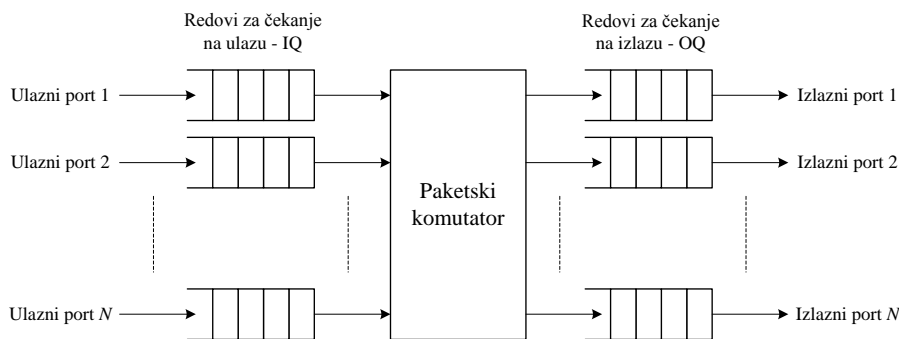 Redovi za čekanje
na ulazu - IQ
Redovi za čekanje
na izlazu - OQ
Ulazni port 1
Izlazni port 1
Ulazni port 2
Izlazni port 2
Paketski
komutator
Ulazni port N
Izlazni port N